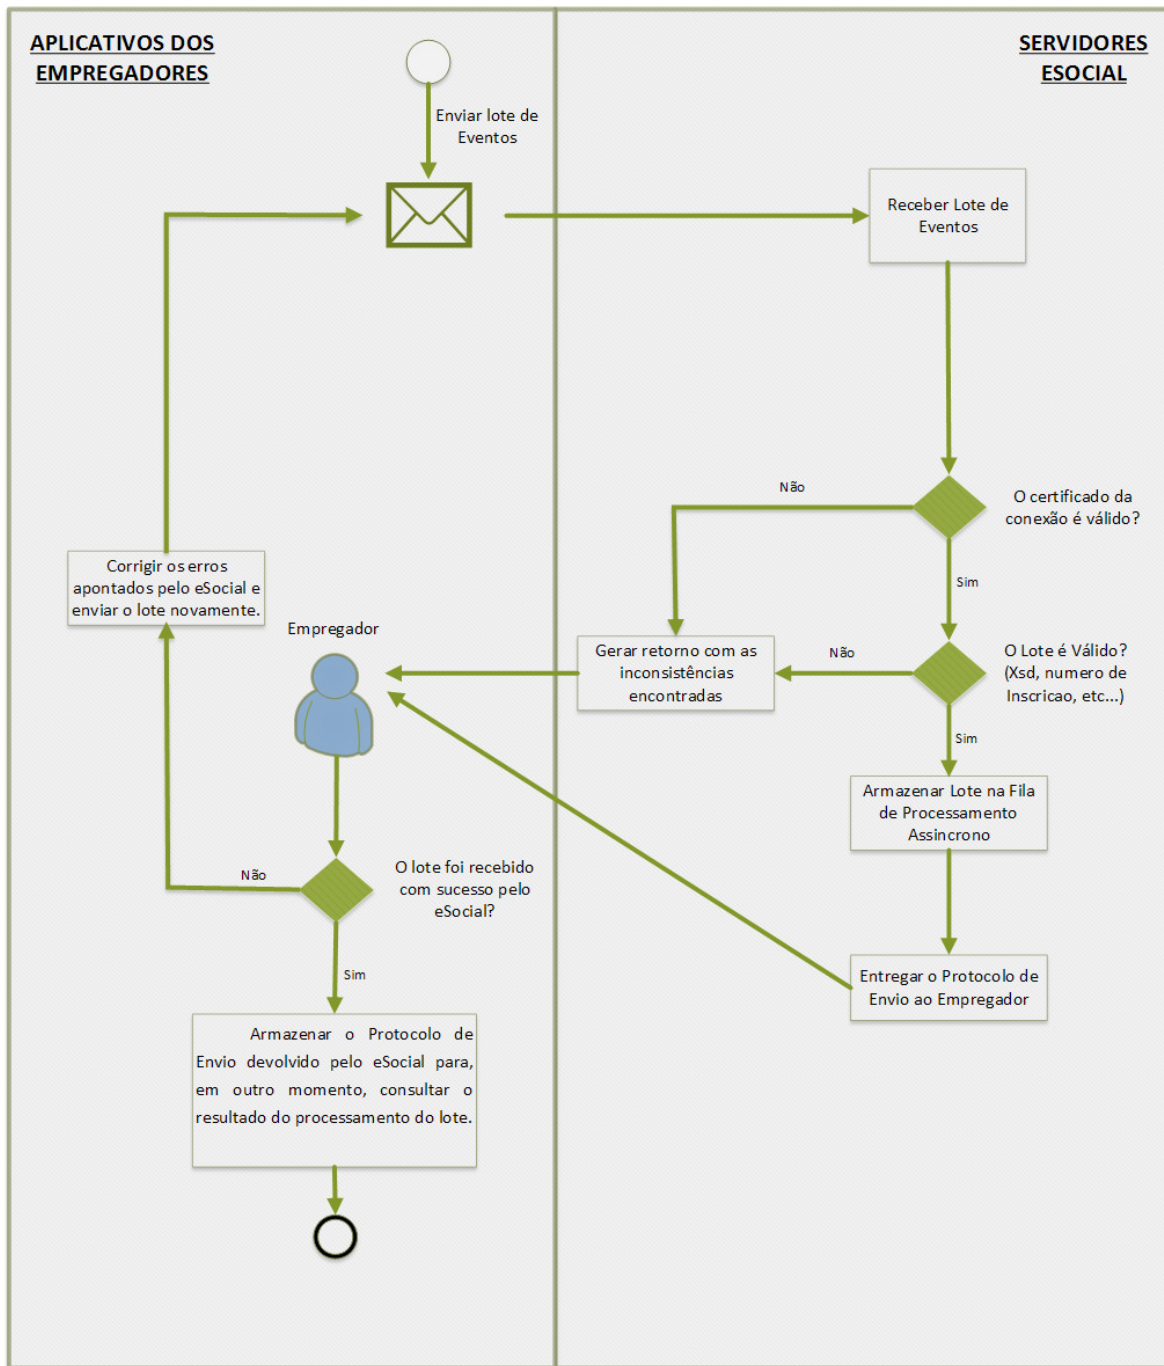 APLICATIVOS DOS
EMPREGADORES
SERVIDORES
ESOCIAL
Enviar lote de
Eventos
Receber Lote de
Eventos
Não
O certificado da
conexão é válido?
Sim
Corrigir os erros
apontados pelo eSocial e
enviar o lote novamente.
Empregador
Gerar retorno com as
inconsistências
encontradas
Não
O Lote é Válido?
(Xsd, numero de
Inscricao, etc...)
Sim
Armazenar Lote na Fila
de Processamento
Assincrono
Não
O lote foi recebido
com sucesso pelo
eSocial?
Sim
Entregar o Protocolo de
Envio ao Empregador
Armazenar o Protocolo de
Envio devolvido pelo eSocial para,
em outro momento, consultar o
resultado do processamento do lote.